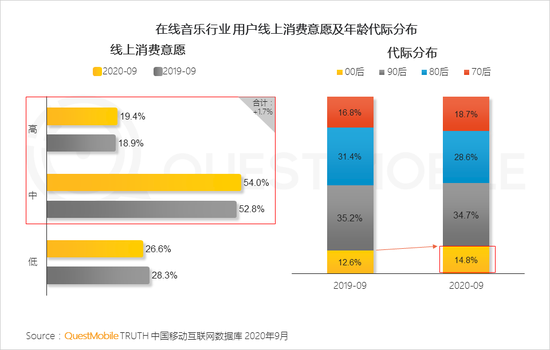 在线音乐行业 用户线上消费意愿及年龄代际分布
线上消费意愿
2020-09 2019-09
合计：
+1.7%
高
19.4%
18.9%
中
54.0%
52.8%
低
26.6%
28.3%
代际分布
00后 90后 80后 70后
16.8%
31.4%
35.2%
12.6%
2019-09
18.7%
28.6%
34.7%
14.8%
2020-09
QUESTMOBILE
Source：QuestMobile TRUTH 中国移动互联网数据库 2020年9月